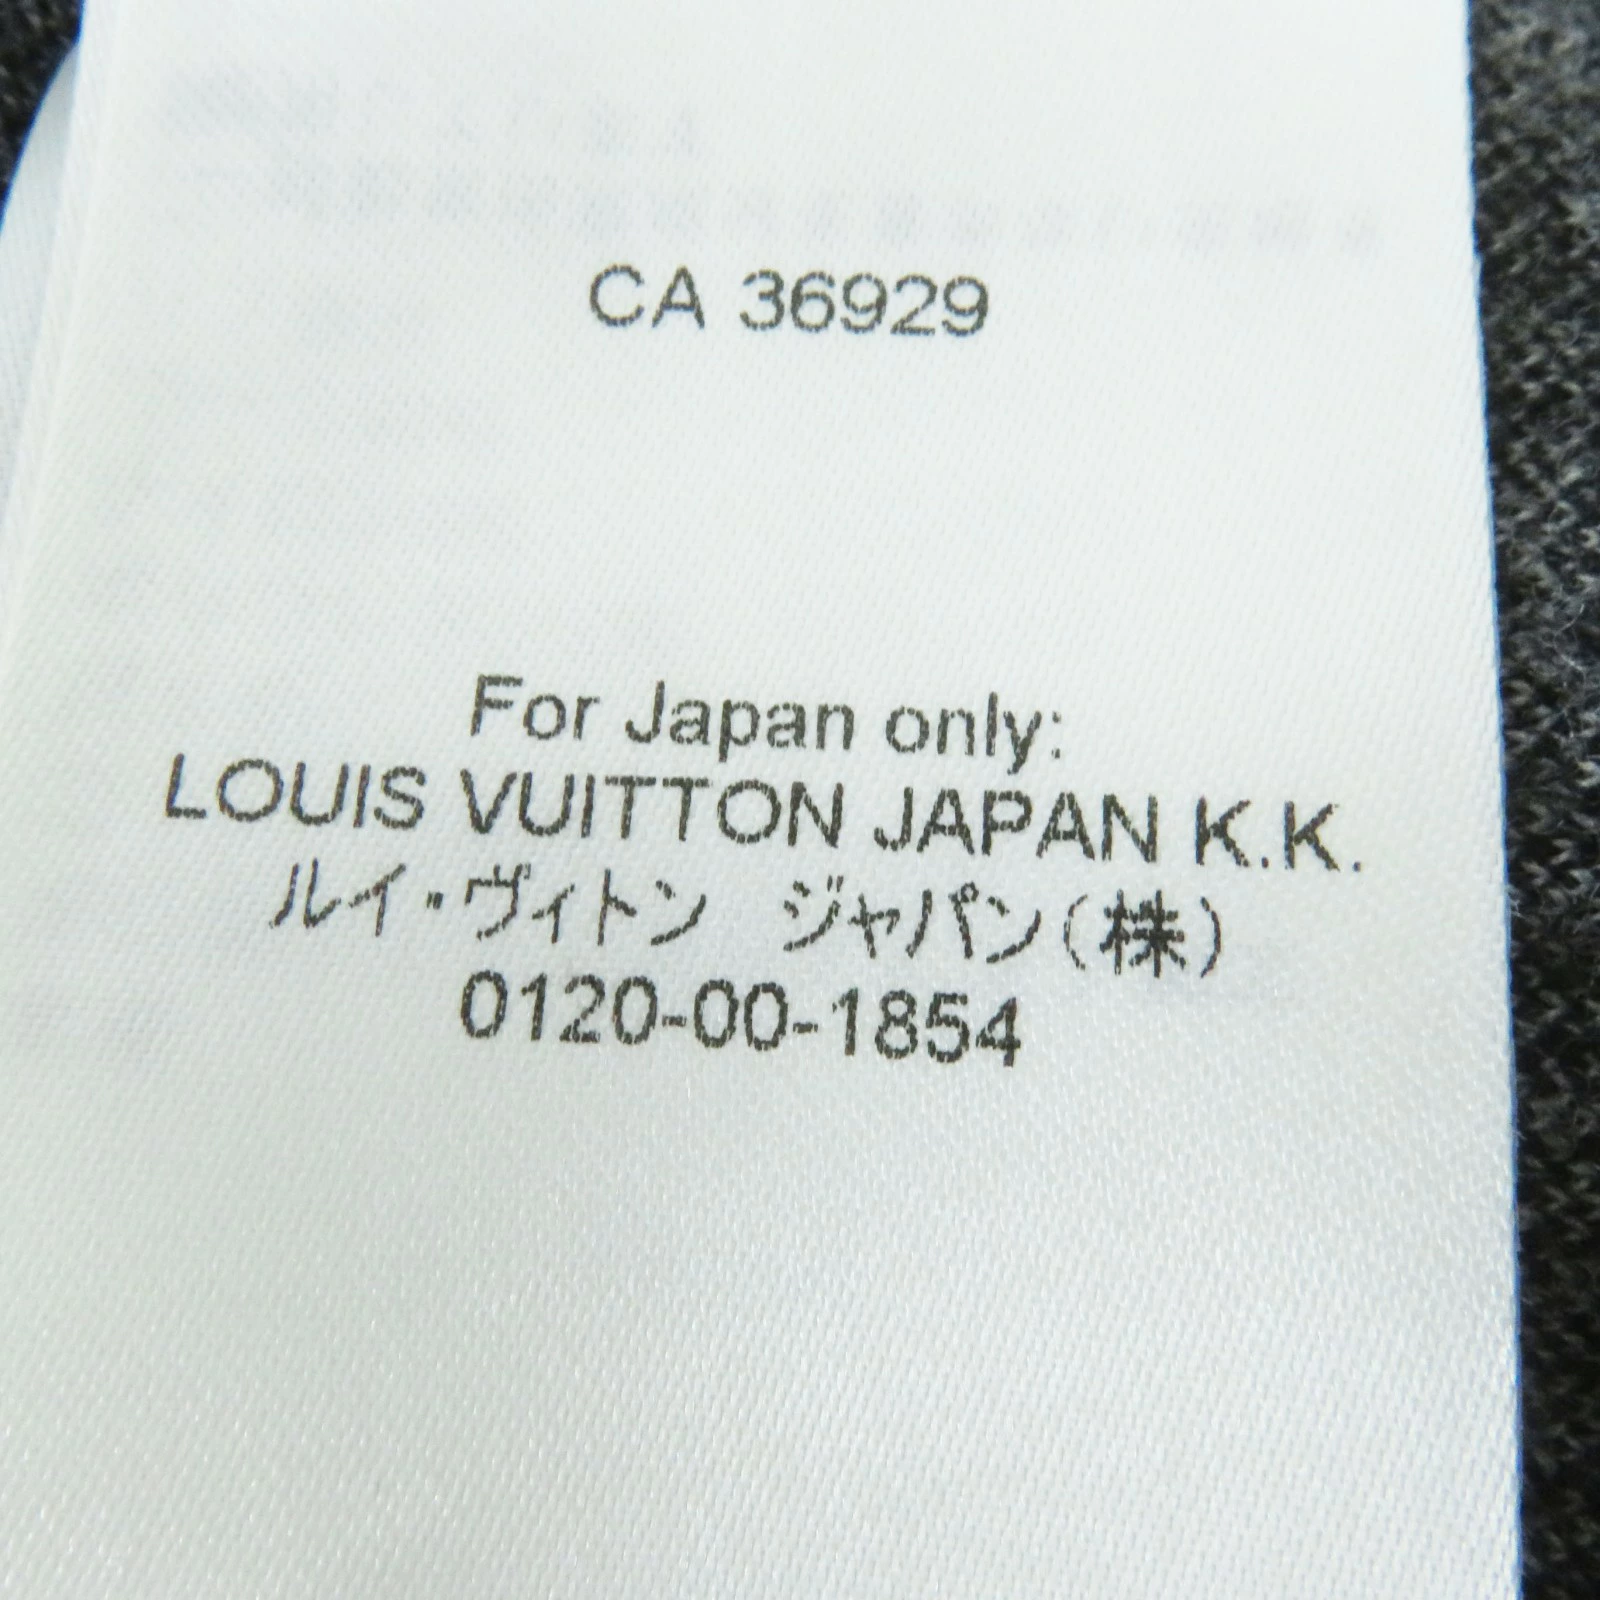 CA 36929
For Japan only:
LOUIS VUITTON JAPAN K.K.
ルイ・ヴィトン　ジャパン(株)
0120-00-1854